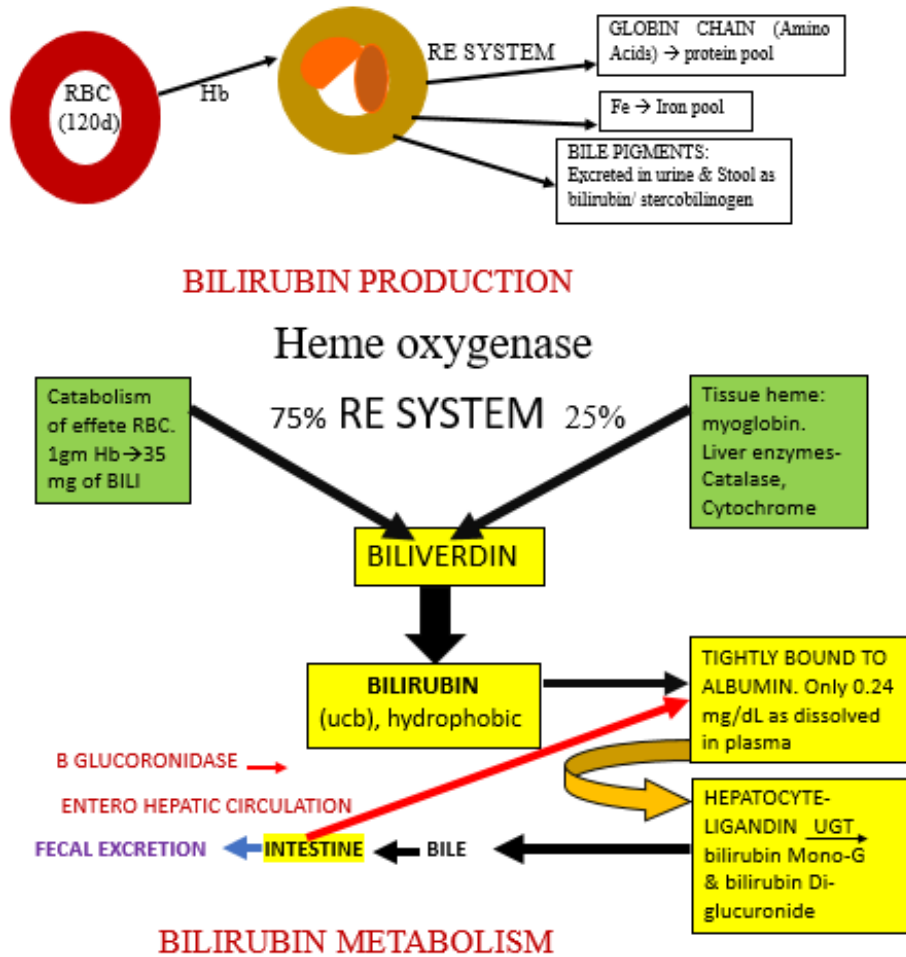 RBC
(120d)
Hb
RE SYSTEM
GLOBIN CHAIN (Amino
Acids) → protein pool
Fe → Iron pool
BILE PIGMENTS:
Excreted in urine & Stool as
bilirubin/ stercobilinogen
BILIRUBIN PRODUCTION
Heme oxygenase
75% RE SYSTEM 25%
Catabolism
of effete RBC.
1gm Hb→35
mg of BILI
Tissue heme:
myoglobin.
Liver enzymes-
Catalase,
Cytochrome
BILIVERDIN
BILIRUBIN
(ucb), hydrophobic
TIGHTLY BOUND TO
ALBUMIN. Only 0.24
mg/dL as dissolved
in plasma
B GLUCORONIDASE
ENTERO HEPATIC CIRCULATION
FECAL EXCRETION
INTESTINE
BILE
HEPATOCYTE-
LIGANDIN UGT
bilirubin Mono-G
& bilirubin Di-
glucuronide
BILIRUBIN METABOLISM